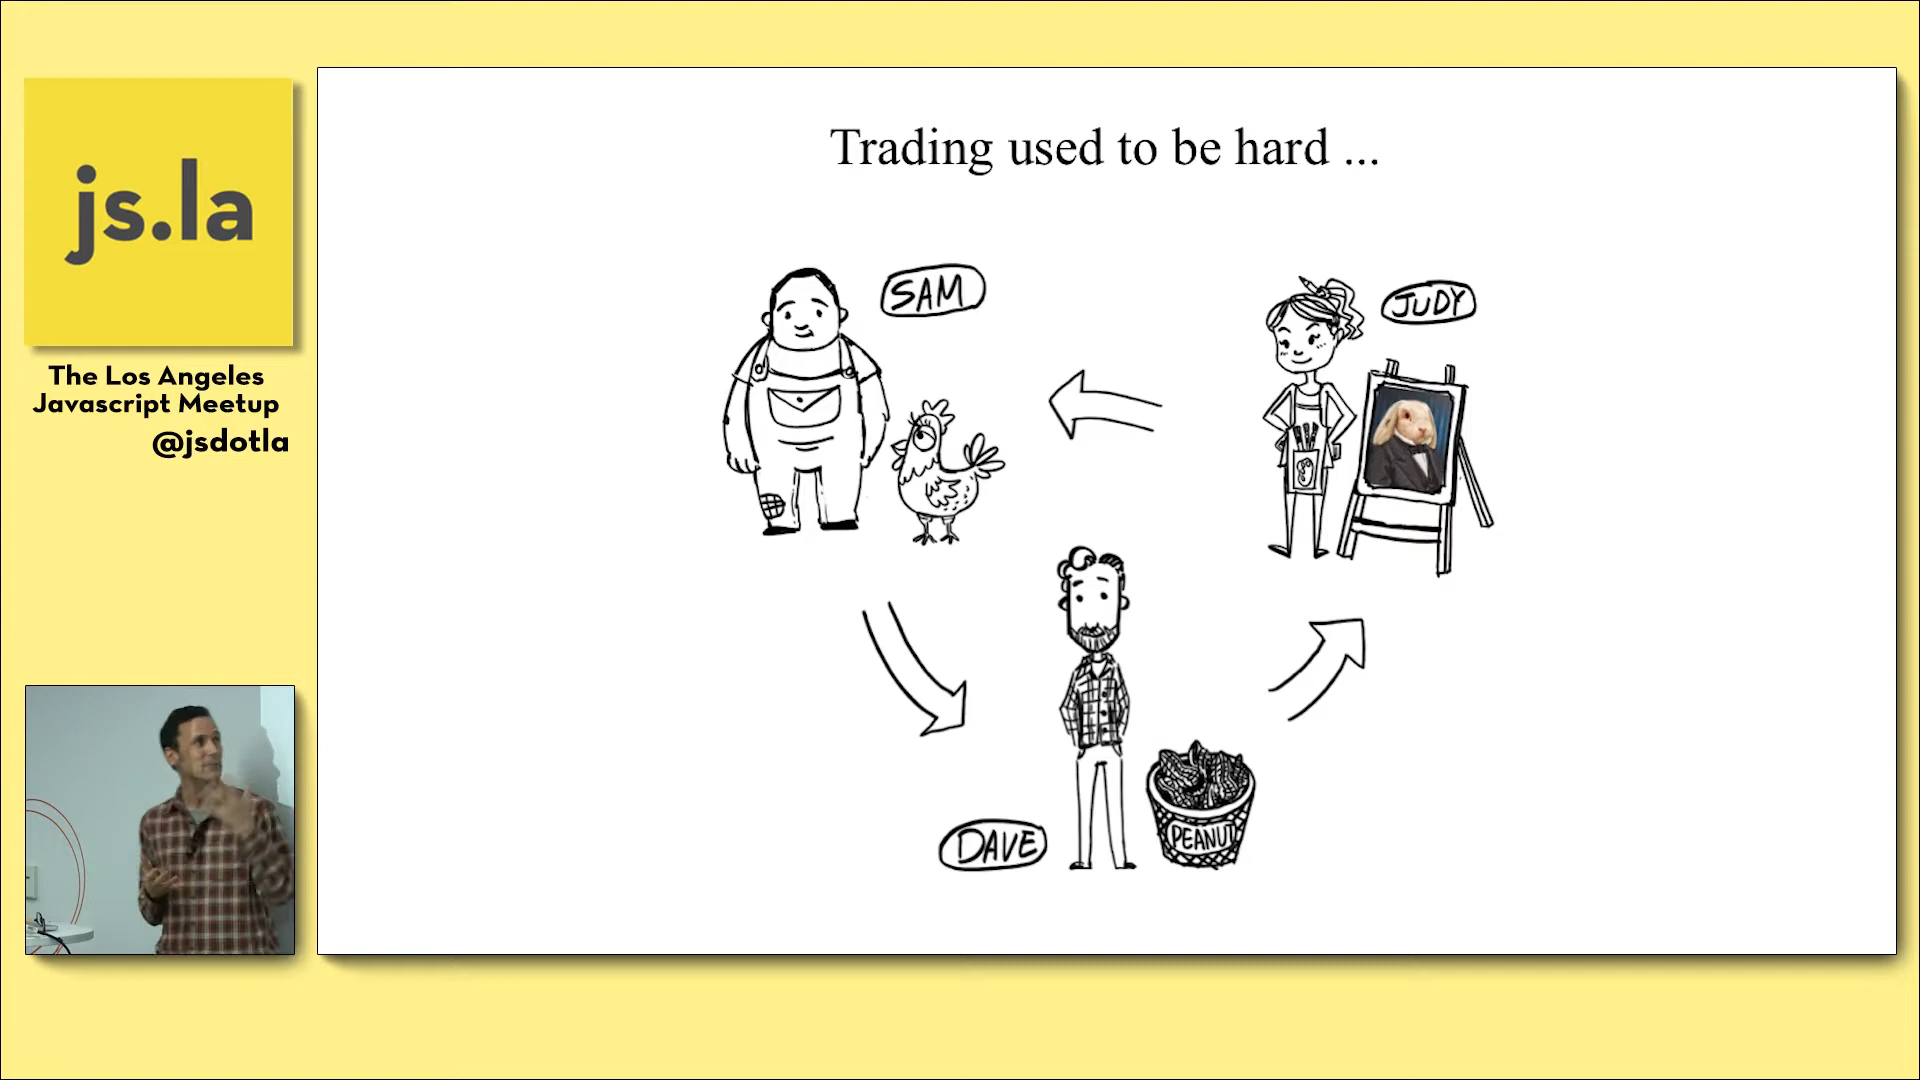 js.la
The Los Angeles
Javascript Meetup
@jsdotla
Trading used to be hard ...
SAM
JUDY
DAVE
PEANUT